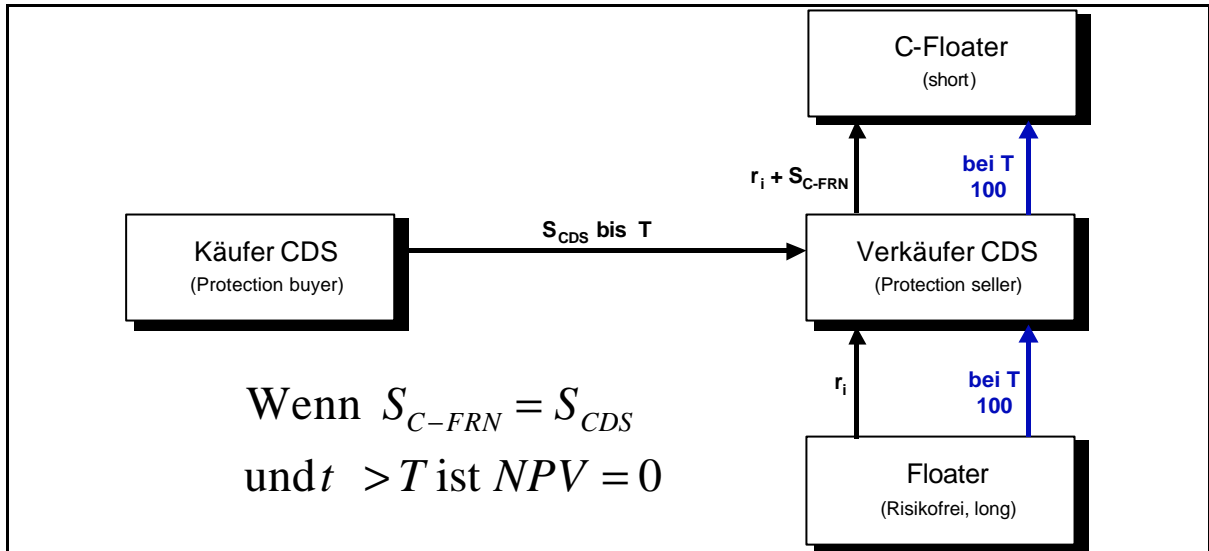 C-Floater
(short)
r_i + S_C-FRN
bei T
100
S_CDS bis T
Käufer CDS
(Protection buyer)
Verkäufer CDS
(Protection seller)
r_i
bei T
100
Wenn S_C−FRN = S_CDS
und t > T ist NPV = 0
Floater
(Risikofrei, long)